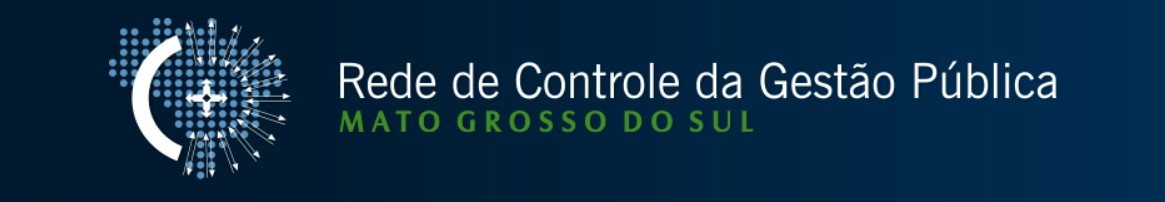 Rede de Controle da Gestão Pública
MATO GROSSO DO SUL